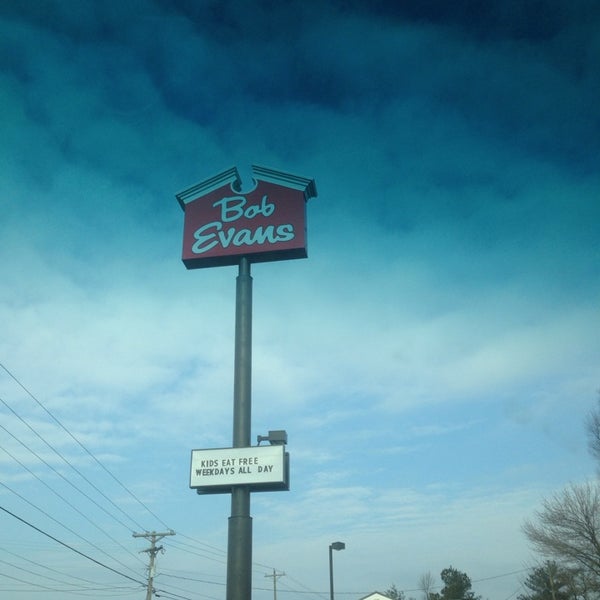 Bob
Evans
KIDS EAT FREE
WEEKDAYS ALL DAY